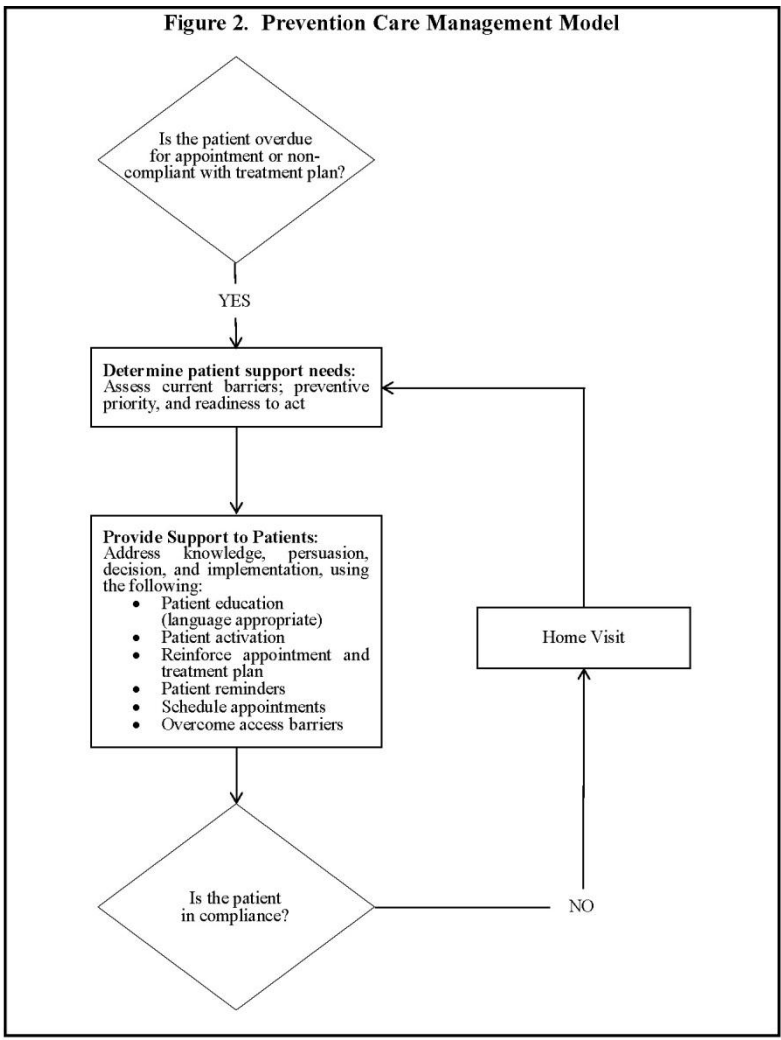 Figure 2.  Prevention Care Management Model
Is the patient overdue
for appointment or non-
compliant with treatment plan?
YES
Determine patient support needs:
Assess current barriers; preventive
priority, and readiness to act
Provide Support to Patients:
Address knowledge, persuasion,
decision, and implementation, using
the following:
• Patient education
(language appropriate)
• Patient activation
• Reinforce appointment and
treatment plan
• Patient reminders
• Schedule appointments
• Overcome access barriers
Home Visit
Is the patient
in compliance?
NO